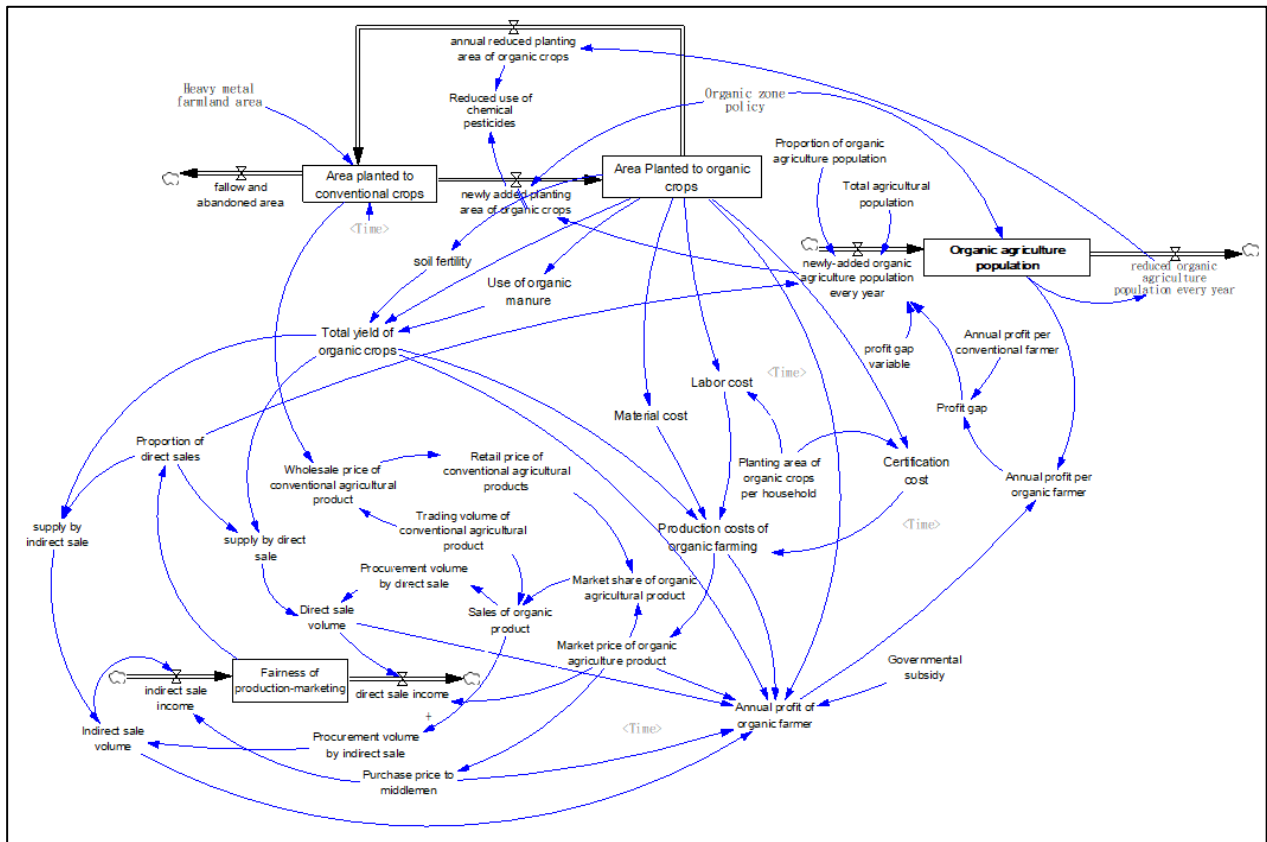 annual reduced planting
area of organic crops
Heavy metal
farmland area
Reduced use of
chemical
pesticides
Organic zone
policy
Proportion of organic
agriculture population
Total agricultural
population
Area planted to
conventional crops
Area Planted to organic
crops
fallow and
abandoned area
newly added planting
area of organic crops
<Time>
Organic agriculture
population
newly-added organic
agriculture population
every year
reduced organic
agriculture
population every year
soil fertility
Use of organic
manure
Total yield of
organic crops
profit gap
variable
Annual profit per
conventional farmer
<Time>
Labor cost
Material cost
Profit gap
Proportion of
direct sales
Wholesale price of
conventional agricultural
product
Retail price of
conventional agricultural
products
Planting area of
organic crops
per household
Certification
cost
Annual profit per
organic farmer
supply by
indirect sale
supply by direct
sale
Trading volume of
conventional agricultural
product
Production costs of
organic farming
<Time>
Procurement volume
by direct sale
Market share of organic
agricultural product
Direct sale
volume
Sales of organic
product
Market price of organic
agriculture product
Fairness of
production-marketing
indirect sale
income
direct sale income
Governmental
subsidy
Annual profit of
organic farmer
+
<Time>
Indirect sale
volume
Procurement volume
by indirect sale
Purchase price to
middlemen